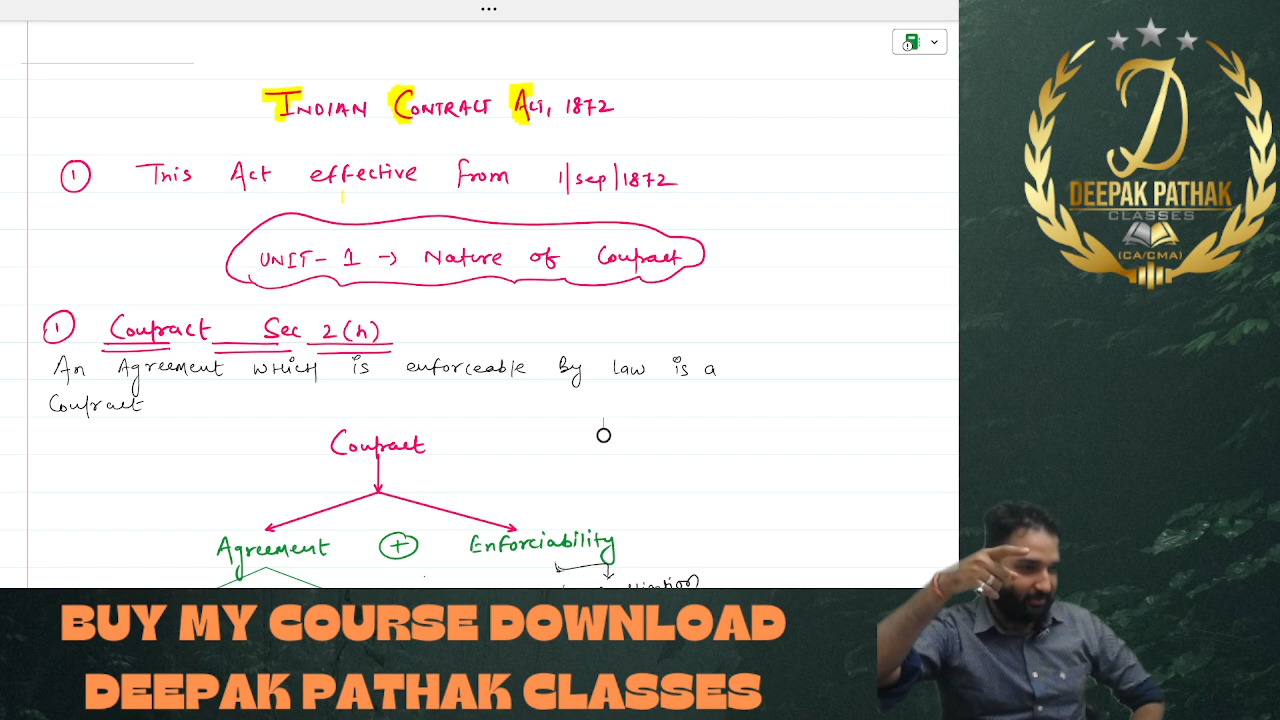 INDIAN CONTRACT ACT, 1872
① This Act effective from 1/sep/1872
UNIT- 1 → Nature of Contract
① Contract Sec 2(h)
An Agreement which is enforceable By law is a
Contract
Contract
Agreement + Enforciability
D
DEEPAK PATHAK
CLASSES
(CA/CMA)
BUY MY COURSE DOWNLOAD
DEEPAK PATHAK CLASSES